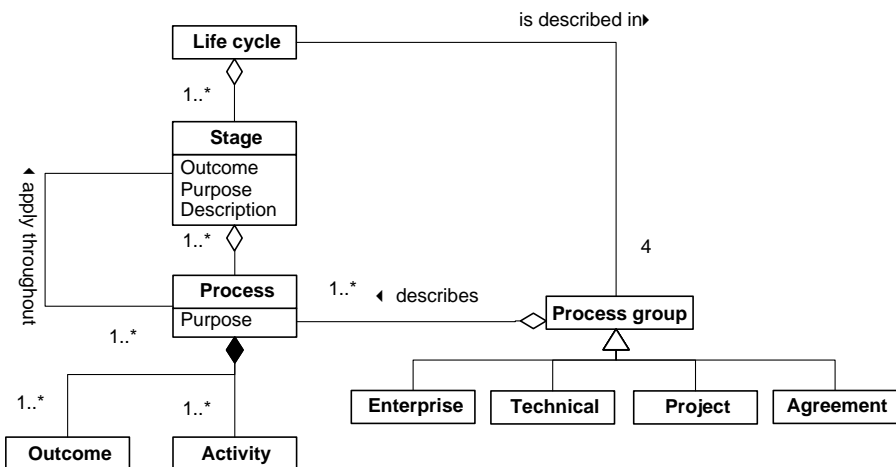 is described in
Life cycle
1..*
Stage
Outcome
Purpose
Description
apply throughout
1..*
4
Process
Purpose
1..*
describes
Process group
1..*
1..*
1..*
Enterprise
Technical
Project
Agreement
Outcome
Activity